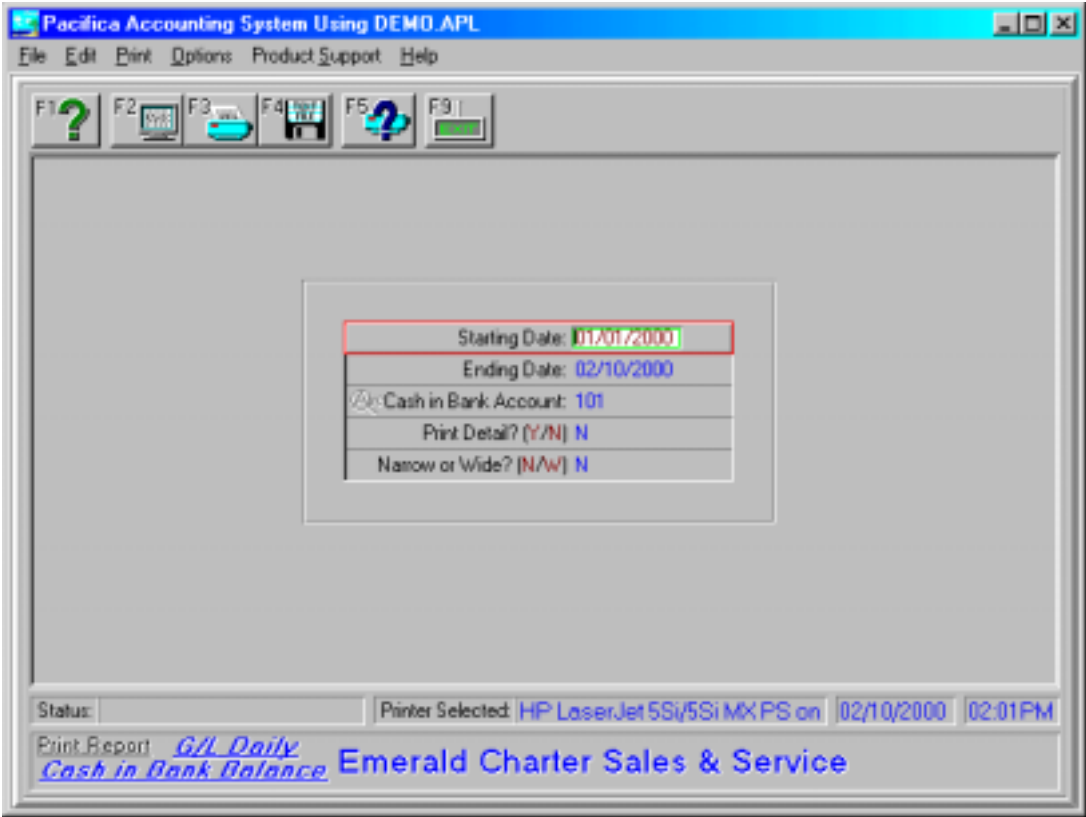 Pacifica Accounting System Using DEMO.APL
File Edit Print Options Product Support Help
F1 F2 F3 F4 F5 F9
EXIT
Starting Date: 01/01/2000
Ending Date: 02/10/2000
Cash in Bank Account: 101
Print Detail? (Y/N) N
Narrow or Wide? (N/W) N
Status: Printer Selected: HP LaserJet 5Si/5Si MX PS on 02/10/2000 02:01PM
Print Report G/L Daily
Cash in Bank Balance Emerald Charter Sales & Service